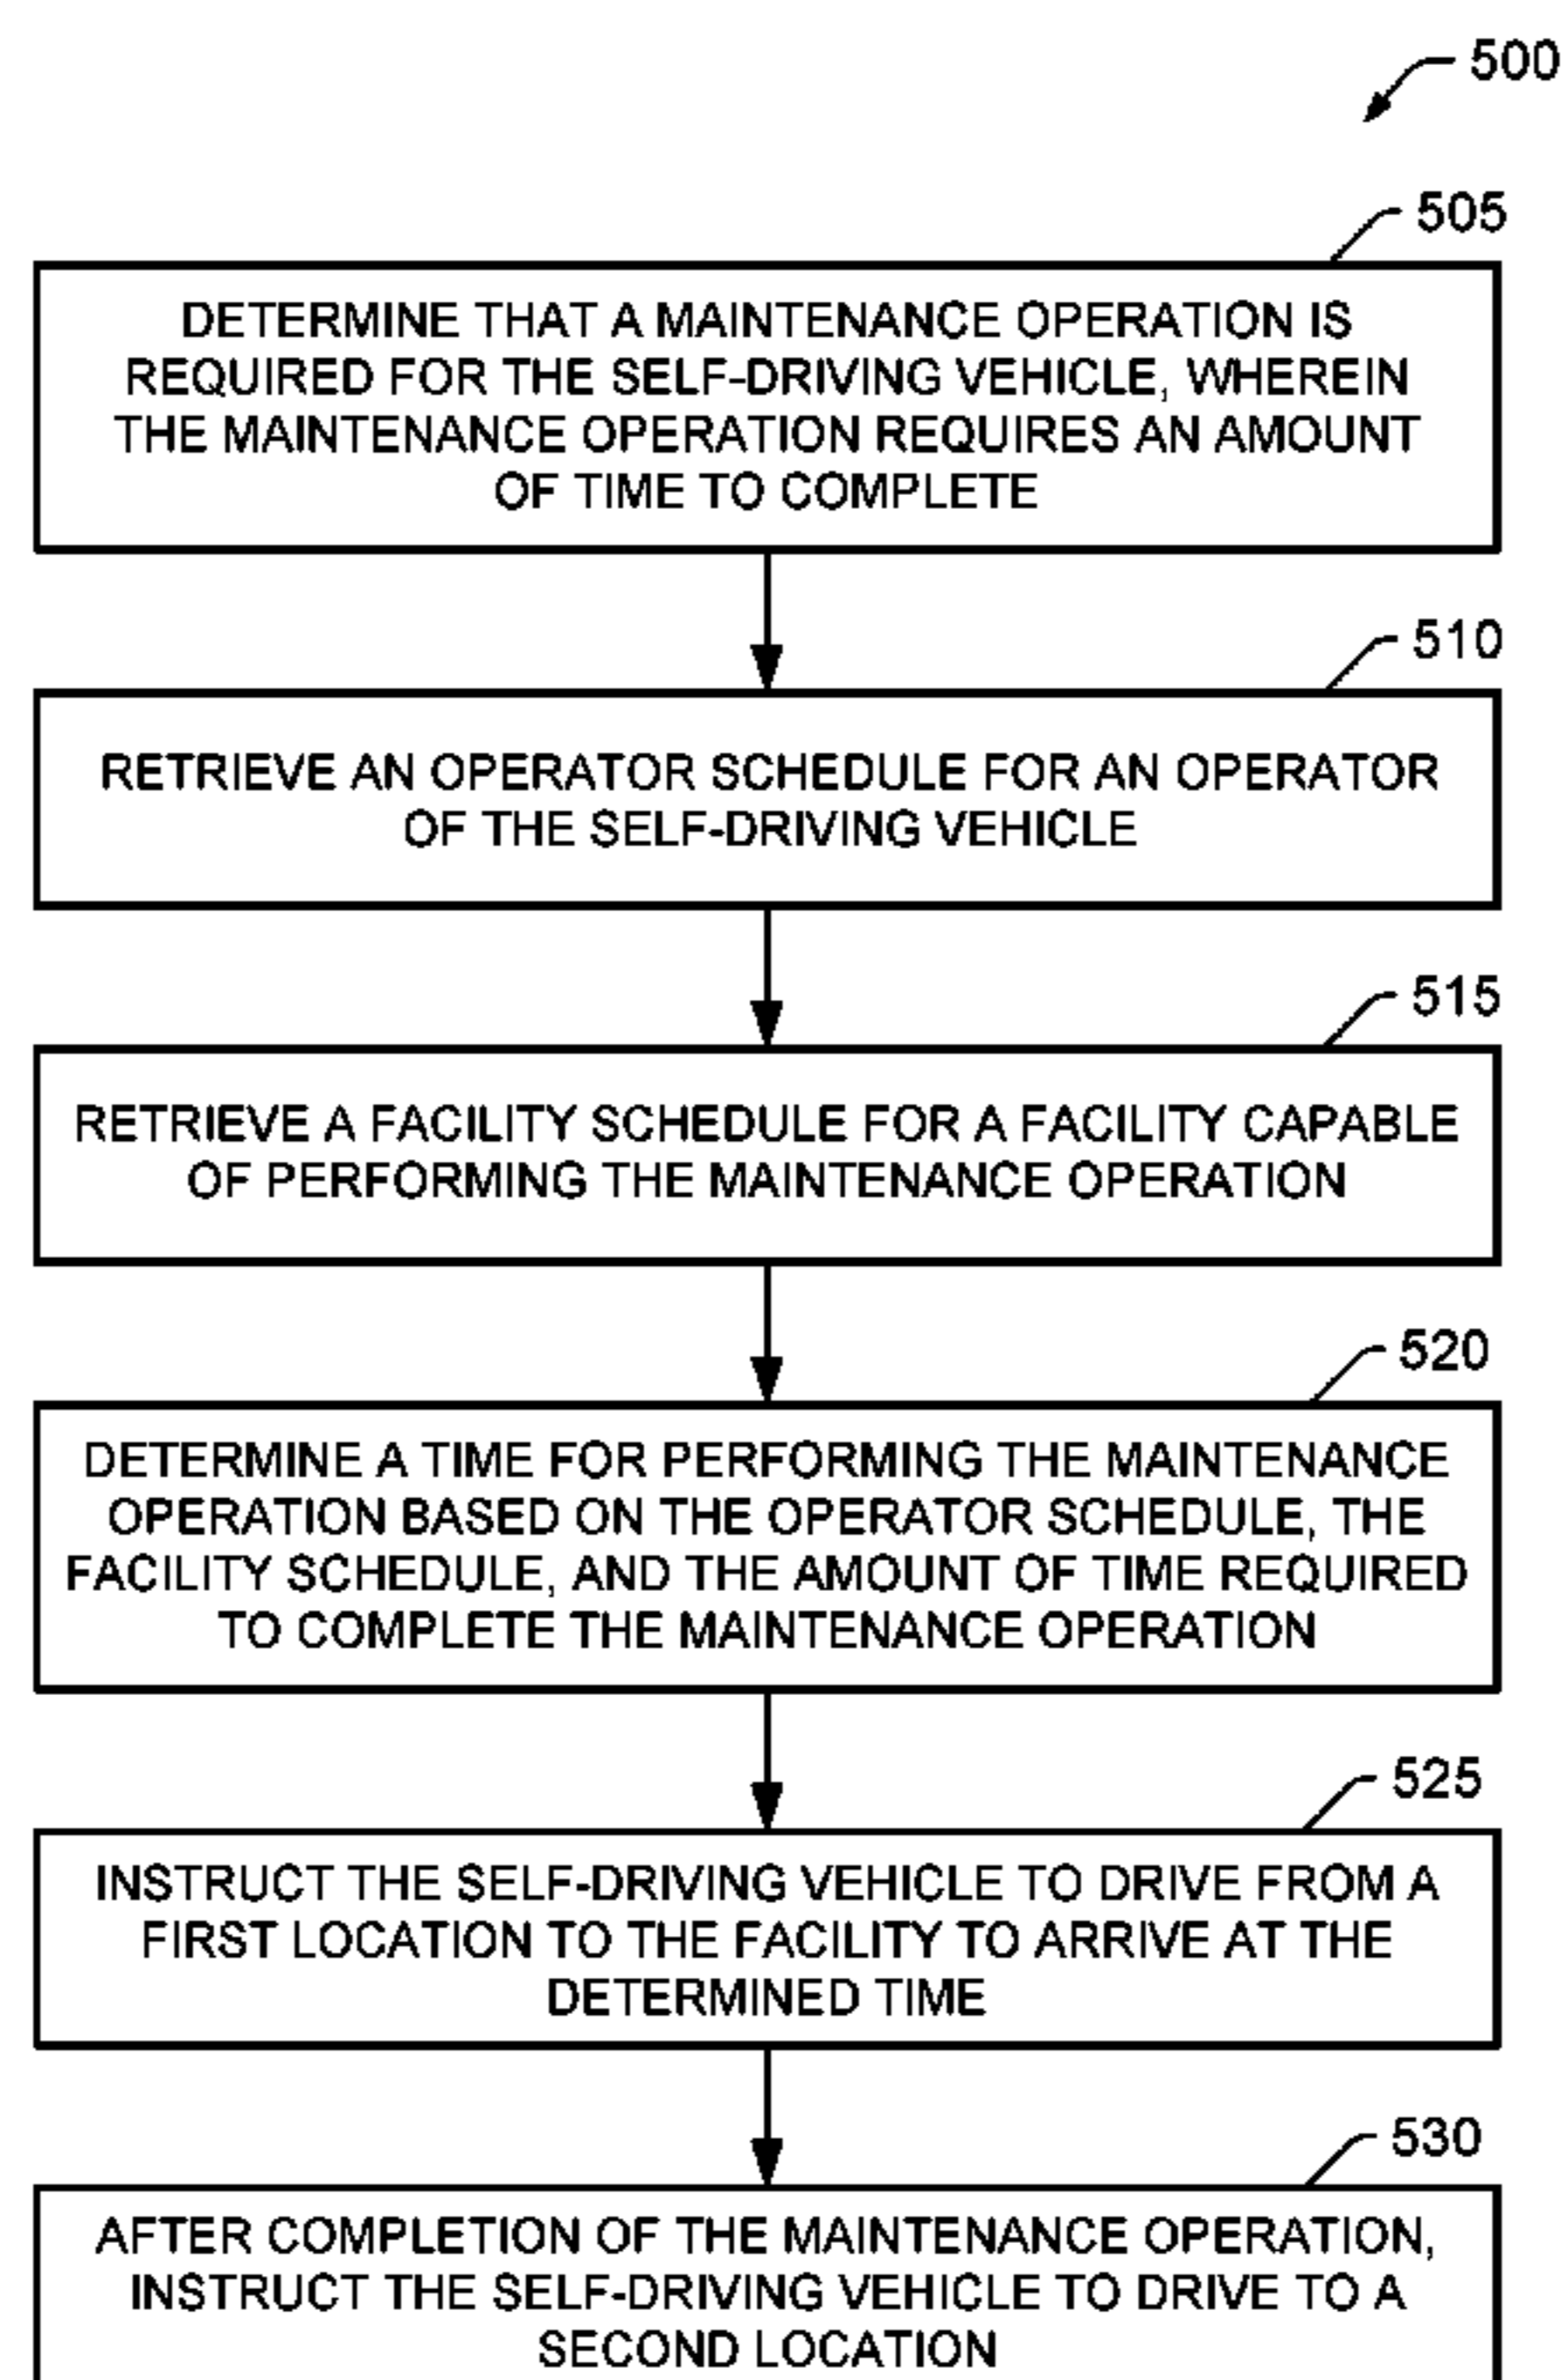 500
505
DETERMINE THAT A MAINTENANCE OPERATION IS
REQUIRED FOR THE SELF-DRIVING VEHICLE, WHEREIN
THE MAINTENANCE OPERATION REQUIRES AN AMOUNT
OF TIME TO COMPLETE
510
RETRIEVE AN OPERATOR SCHEDULE FOR AN OPERATOR
OF THE SELF-DRIVING VEHICLE
515
RETRIEVE A FACILITY SCHEDULE FOR A FACILITY CAPABLE
OF PERFORMING THE MAINTENANCE OPERATION
520
DETERMINE A TIME FOR PERFORMING THE MAINTENANCE
OPERATION BASED ON THE OPERATOR SCHEDULE, THE
FACILITY SCHEDULE, AND THE AMOUNT OF TIME REQUIRED
TO COMPLETE THE MAINTENANCE OPERATION
525
INSTRUCT THE SELF-DRIVING VEHICLE TO DRIVE FROM A
FIRST LOCATION TO THE FACILITY TO ARRIVE AT THE
DETERMINED TIME
530
AFTER COMPLETION OF THE MAINTENANCE OPERATION,
INSTRUCT THE SELF-DRIVING VEHICLE TO DRIVE TO A
SECOND LOCATION